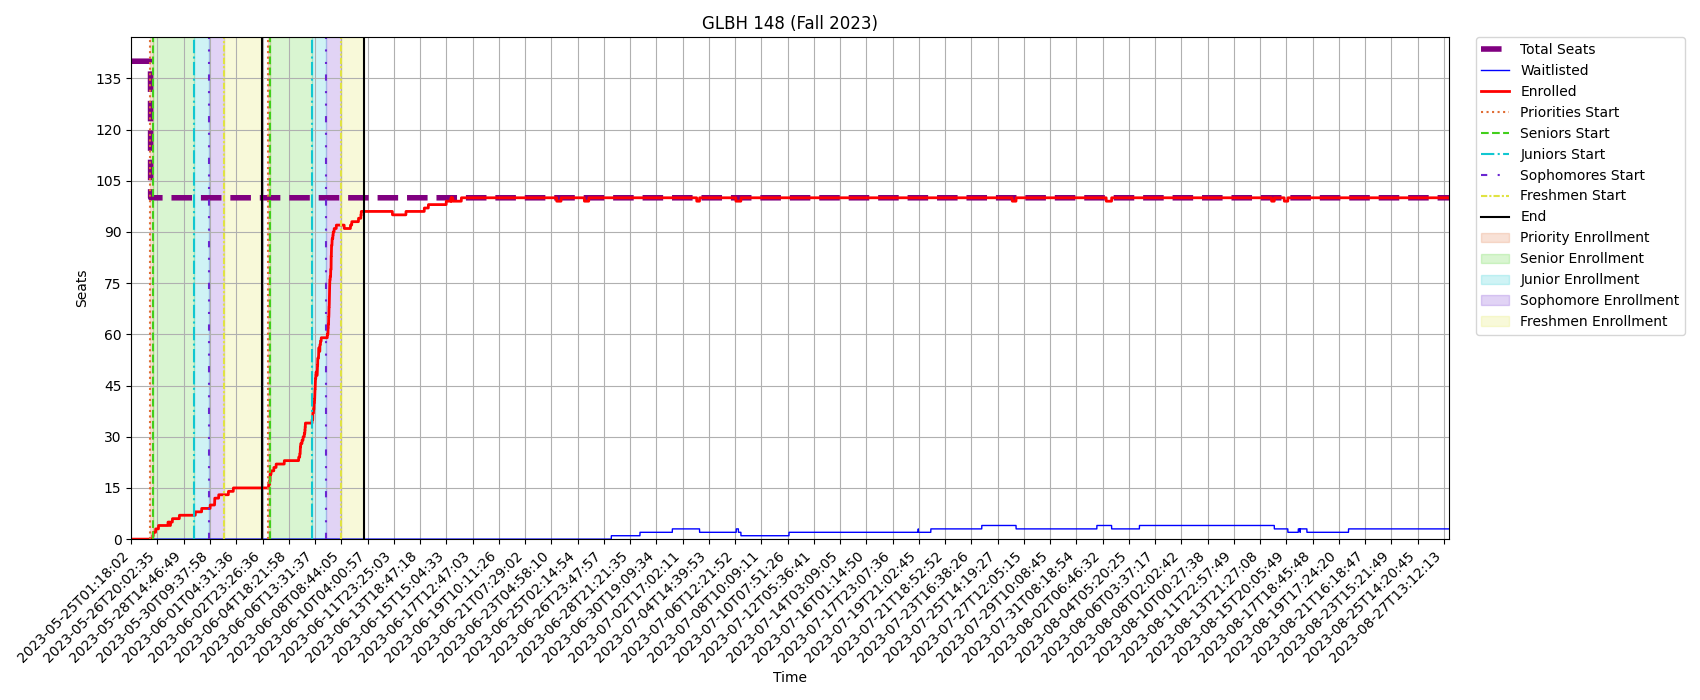 GLBH 148 (Fall 2023)
Seats
135
120
105
90
75
60
45
30
15
0
2023-05-25T01:18:02
2023-05-26T20:02:35
2023-05-28T14:46:49
2023-05-30T09:37:58
2023-06-01T04:31:36
2023-06-02T23:26:36
2023-06-04T18:21:58
2023-06-06T13:31:37
2023-06-08T08:44:05
2023-06-10T04:00:57
2023-06-11T23:25:03
2023-06-13T18:47:18
2023-06-15T15:04:33
2023-06-17T12:47:03
2023-06-19T10:11:26
2023-06-21T07:29:02
2023-06-23T04:58:10
2023-06-25T02:14:54
2023-06-26T23:47:57
2023-06-28T21:21:35
2023-06-30T19:09:34
2023-07-02T17:02:11
2023-07-04T14:39:53
2023-07-06T12:21:52
2023-07-08T10:09:11
2023-07-10T07:51:26
2023-07-12T05:36:41
2023-07-14T03:09:05
2023-07-16T01:14:50
2023-07-17T23:07:36
2023-07-19T21:02:45
2023-07-21T18:52:52
2023-07-23T16:38:26
2023-07-25T14:19:27
2023-07-27T12:05:15
2023-07-29T10:08:45
2023-07-31T08:18:54
2023-08-02T06:46:32
2023-08-04T05:20:25
2023-08-06T03:37:17
2023-08-08T02:02:42
2023-08-10T00:27:38
2023-08-11T22:57:49
2023-08-13T21:27:08
2023-08-15T20:05:49
2023-08-17T18:45:48
2023-08-19T17:24:20
2023-08-21T16:18:47
2023-08-23T15:21:49
2023-08-25T14:20:45
2023-08-27T13:12:13
Time
Total Seats
Waitlisted
Enrolled
Priorities Start
Seniors Start
Juniors Start
Sophomores Start
Freshmen Start
End
Priority Enrollment
Senior Enrollment
Junior Enrollment
Sophomore Enrollment
Freshmen Enrollment